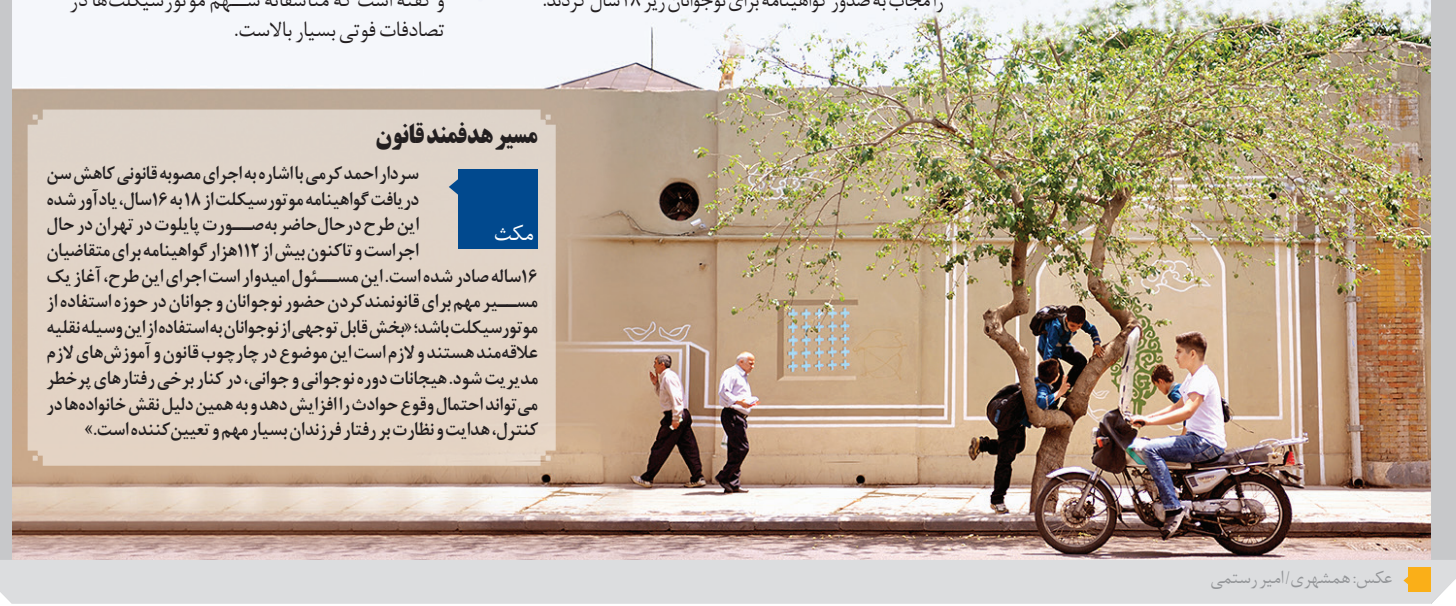 را مجاب به صدور گواهینامه برای نوجوانان زیر ۱۸ سال کردند.
و گفته است که متأسفانه سهم موتورسیکلت‌ها در
تصادفات فوتی بسیار بالاست.
مسیر هدفمند قانون
مکث
سردار احمد کرمی با اشاره به اجرای مصوبه قانونی کاهش سن
دریافت گواهینامه موتورسیکلت از ۱۸ به ۱۶سال، یادآور شده
این طرح در حال‌حاضر به‌صورت پایلوت در تهران در حال
اجراست و تاکنون بیش از ۱۱۲هزار گواهینامه برای متقاضیان
۱۶ساله صادر شده است. این مسئول امیدوار است اجرای این طرح، آغاز یک
مسیر مهم برای قانونمند کردن حضور نوجوانان و جوانان در حوزه استفاده از
موتورسیکلت باشد؛ «بخش قابل توجهی از نوجوانان به استفاده از این وسیله نقلیه
علاقه‌مند هستند و لازم است این موضوع در چارچوب قانون و آموزش‌های لازم
مدیریت شود. هیجانات دوره نوجوانی و جوانی، در کنار برخی رفتارهای پرخطر
می‌تواند احتمال وقوع حوادث را افزایش دهد و به همین دلیل نقش خانواده‌ها در
کنترل، هدایت و نظارت بر رفتار فرزندان بسیار مهم و تعیین‌کننده است.»
عکس: همشهری/ امیر رستمی